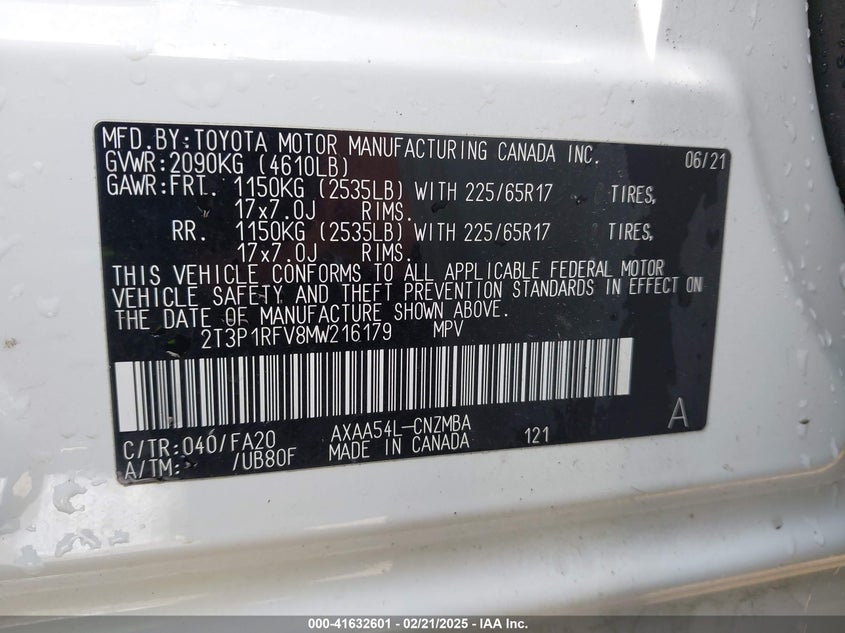 MFD.BY:TOYOTA MOTOR MANUFACTURING CANADA INC. 06/21
GVWR:2090KG (4610LB)
GAWR:FRT. 1150KG (2535LB) WITH 225/65R17 TIRES,
17x7.0J RIMS.
RR. 1150KG (2535LB) WITH 225/65R17 TIRES,
17x7.0J RIMS.
THIS VEHICLE CONFORMS TO ALL APPLICABLE FEDERAL MOTOR
VEHICLE SAFETY AND THEFT PREVENTION STANDARDS IN EFFECT ON
THE DATE OF MANUFACTURE SHOWN ABOVE.
2T3P1RFV8MW216179 MPV
C/TR:040/FA20 AXAA54L-CNZMBA A
A/TM: /UB80F MADE IN CANADA 121
000-41632601 - 02/21/2025 - IAA Inc.